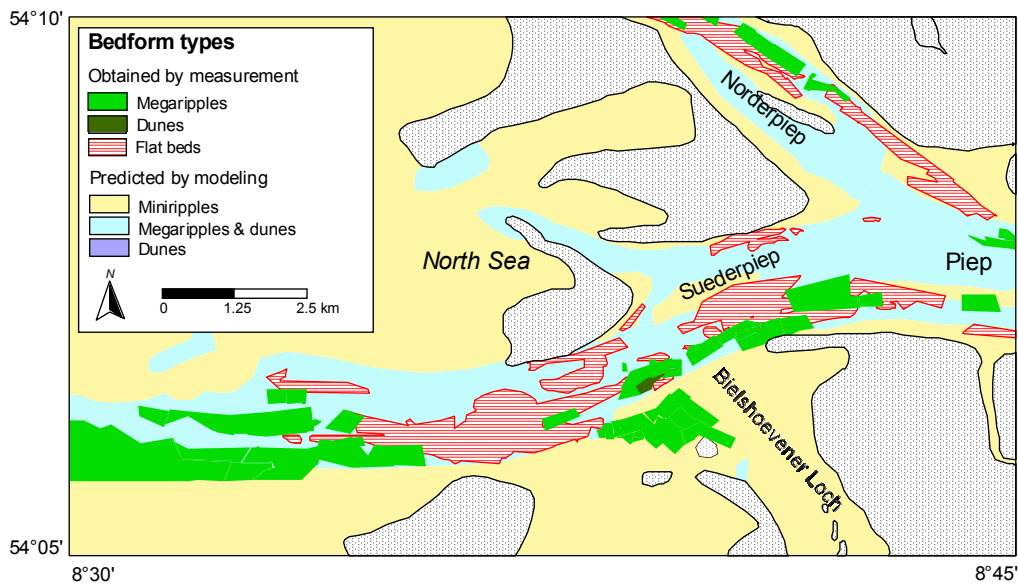 54°10'
Bedform types
Obtained by measurement
Megaripples
Dunes
Flat beds
Predicted by modeling
Miniripples
Megaripples & dunes
Dunes
N
0 1.25 2.5 km
Norderpiep
North Sea
Suederpiep
Piep
Bielshoevener Loch
54°05'
8°30' 8°45'